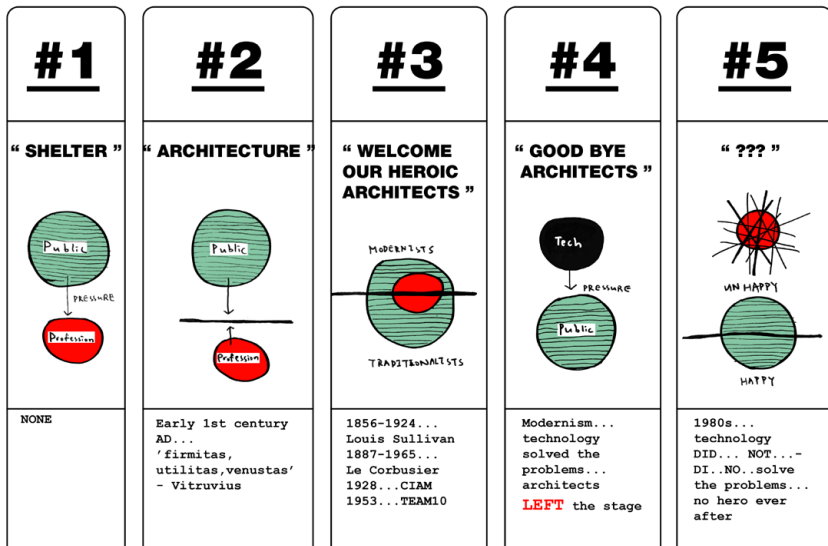 #1
" SHELTER "
Public
PRESSURE
Profession
NONE
#2
" ARCHITECTURE "
Public
Profession
Early 1st century
AD...
'firmitas,
utilitas,venustas'
- Vitruvius
#3
" WELCOME
OUR HEROIC
ARCHITECTS "
MODERNISTS
TRADITIONALISTS
1856-1924...
Louis Sullivan
1887-1965...
Le Corbusier
1928...CIAM
1953...TEAM10
#4
" GOOD BYE
ARCHITECTS "
Tech
PRESSURE
Public
Modernism...
technology
solved the
problems...
architects
LEFT the stage
#5
" ??? "
UNHAPPY
HAPPY
1980s...
technology
DID... NOT...-
DI..NO..solve
the problems...
no hero ever
after